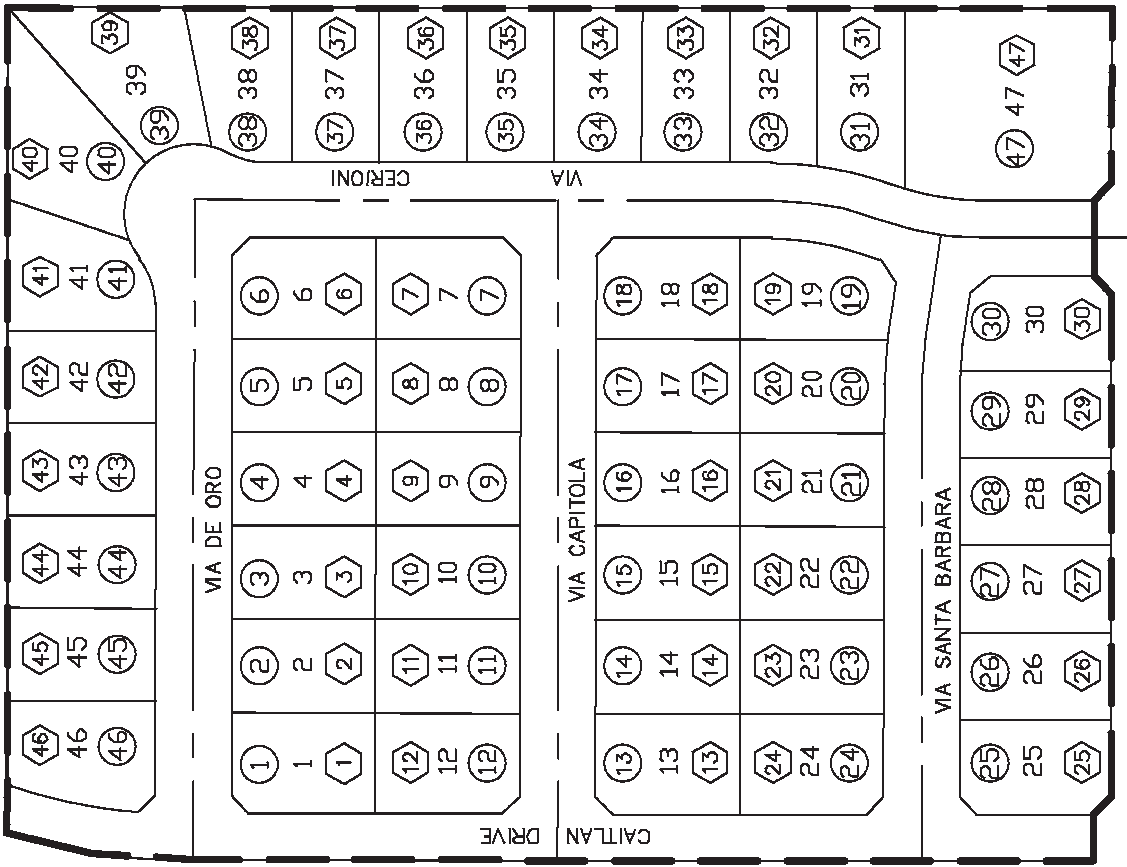 39
39
39
38
38
38
37
37
37
36
36
36
35
35
35
34
34
34
33
33
33
32
32
32
31
31
31
47
47
47
40 40 40
VIA CERIONI
41 41 41
42 42 42
43 43 43
44 44 44
45 45 45
46 46 46
VIA DE ORO
6 6 6
7 7 7
5 5 5
8 8 8
4 4 4
9 9 9
3 3 3
10 10 10
2 2 2
11 11 11
1 1 1
12 12 12
VIA CAPITOLA
18 18 18
19 19 19
17 17 17
20 20 20
16 16 16
21 21 21
15 15 15
22 22 22
14 14 14
23 23 23
13 13 13
24 24 24
VIA SANTA BARBARA
30 30 30
29 29 29
28 28 28
27 27 27
26 26 26
25 25 25
CAITLAN DRIVE